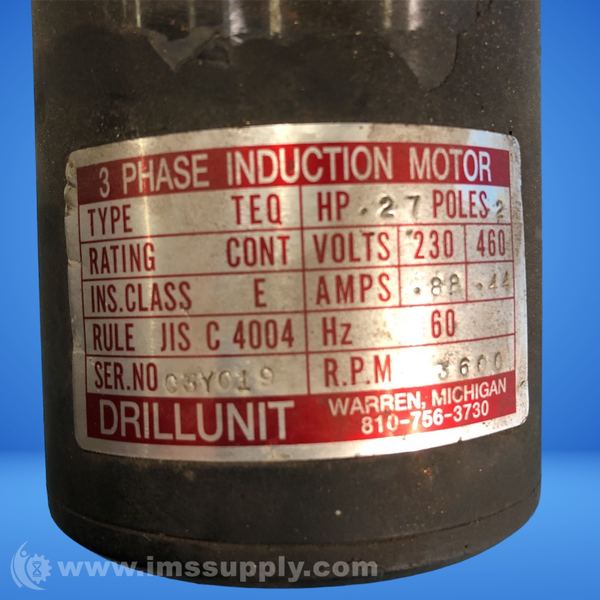 3 PHASE INDUCTION MOTOR
TYPE TEQ HP .27 POLES 2
RATING CONT VOLTS 230 460
INS.CLASS E AMPS .88 .44
RULE JIS C 4004 Hz 60
SER.NO 03Y019 R.P.M 3600
DRILLUNIT WARREN, MICHIGAN
810-756-3730
www.imssupply.com